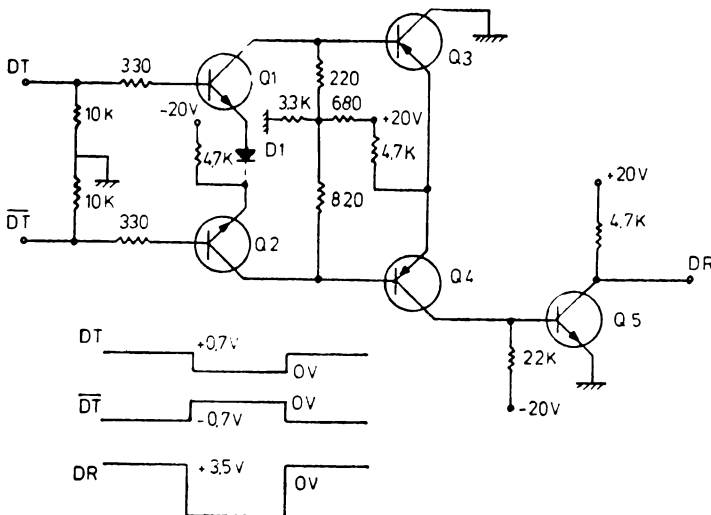 DT
330
Q1
Q3
10K
-20V
220
3.3K
680
+20V
4.7K
D1
4.7K
10K
820
+20V
4.7K
DT
330
Q2
Q4
DR
Q5
22K
-20V
DT
+0.7V
0V
DT
-0.7V
0V
DR
+3.5V
0V